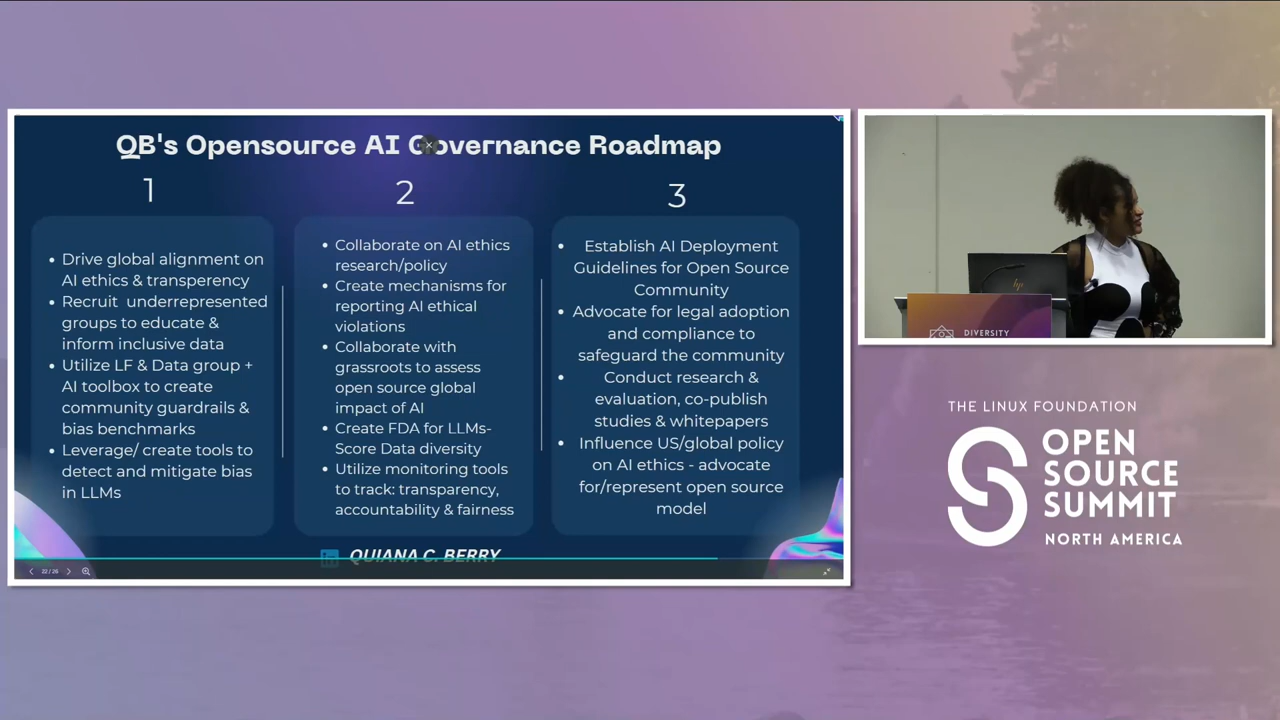 QB's Opensource AI Governance Roadmap
1
Drive global alignment on
AI ethics & transperency
Recruit underrepresented
groups to educate &
inform inclusive data
Utilize LF & Data group +
AI toolbox to create
community guardrails &
bias benchmarks
Leverage/ create tools to
detect and mitigate bias
in LLMs
2
Collaborate on AI ethics
research/policy
Create mechanisms for
reporting AI ethical
violations
Collaborate with
grassroots to assess
open source global
impact of AI
Create FDA for LLMs-
Score Data diversity
Utilize monitoring tools
to track: transparency,
accountability & fairness
3
Establish AI Deployment
Guidelines for Open Source
Community
Advocate for legal adoption
and compliance to
safeguard the community
Conduct research &
evaluation, co-publish
studies & whitepapers
Influence US/global policy
on AI ethics - advocate
for/represent open source
model
in QUIANA C. BERRY
22 / 26
hp
DIVERSITY
THE LINUX FOUNDATION
OPEN
SOURCE
SUMMIT
NORTH AMERICA